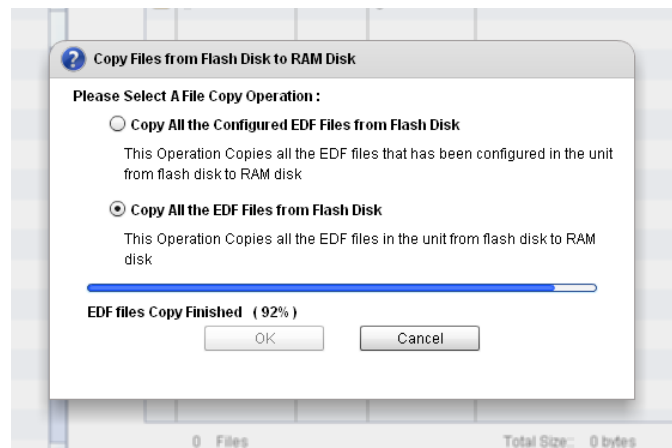 Copy Files from Flash Disk to RAM Disk
Please Select A File Copy Operation :
Copy All the Configured EDF Files from Flash Disk
This Operation Copies all the EDF files that has been configured in the unit
from flash disk to RAM disk
Copy All the EDF Files from Flash Disk
This Operation Copies all the EDF files in the unit from flash disk to RAM
disk
EDF files Copy Finished ( 92% )
OK Cancel
0 Files Total Size:: 0 bytes